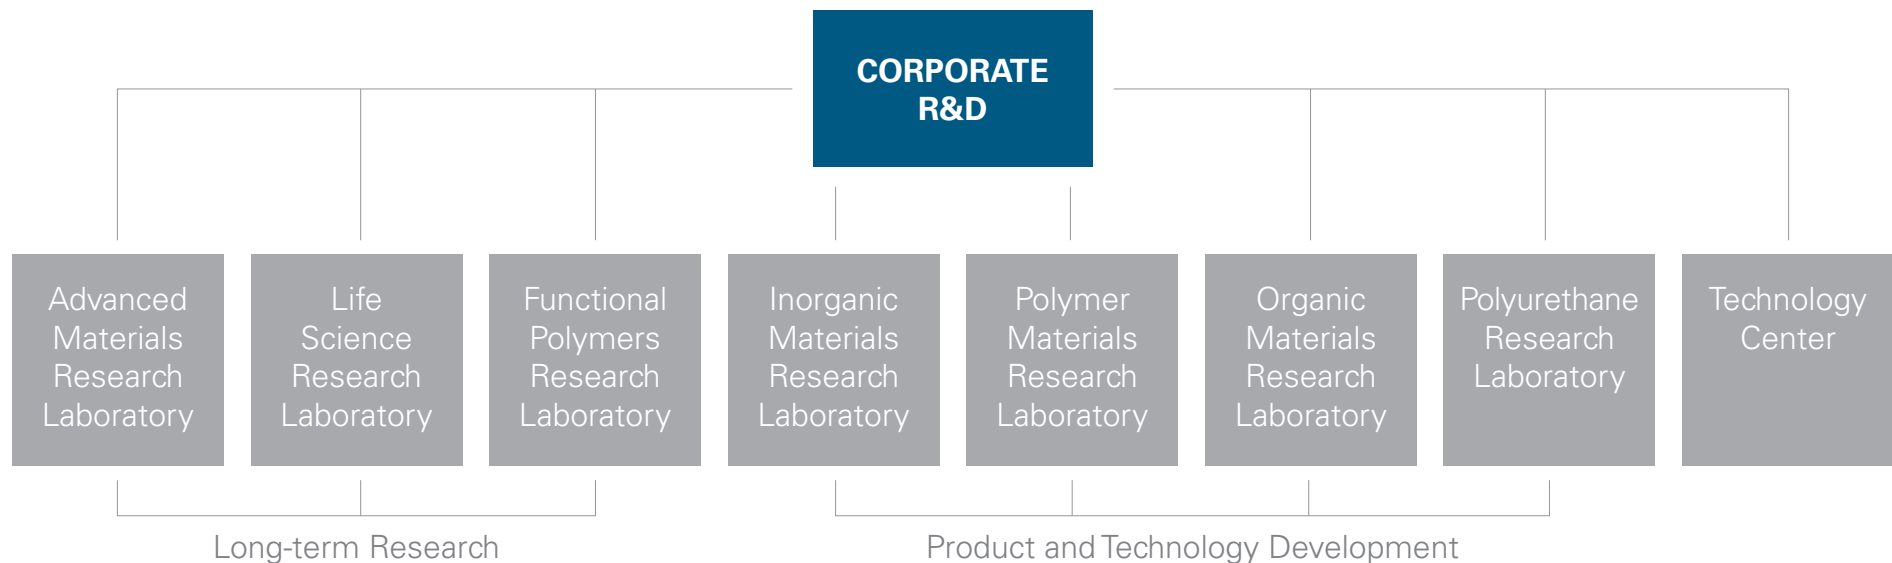 CORPORATE
R&D
Advanced
Materials
Research
Laboratory
Life
Science
Research
Laboratory
Functional
Polymers
Research
Laboratory
Inorganic
Materials
Research
Laboratory
Polymer
Materials
Research
Laboratory
Organic
Materials
Research
Laboratory
Polyurethane
Research
Laboratory
Technology
Center
Long-term Research
Product and Technology Development